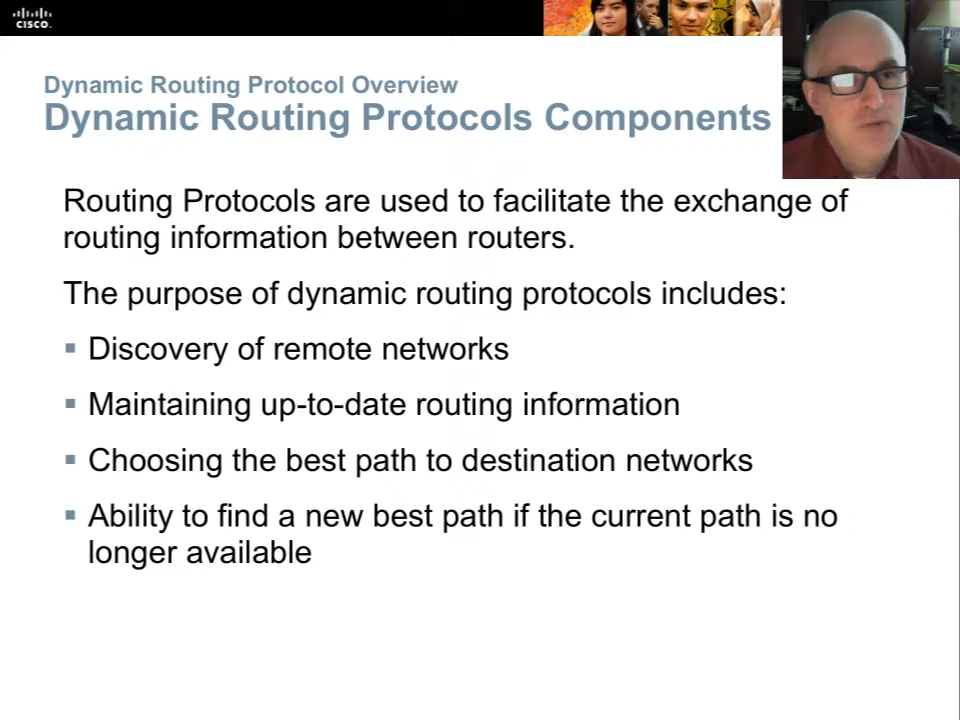 CISCO.
Dynamic Routing Protocol Overview
Dynamic Routing Protocols Components
Routing Protocols are used to facilitate the exchange of
routing information between routers.
The purpose of dynamic routing protocols includes:
▪ Discovery of remote networks
▪ Maintaining up-to-date routing information
▪ Choosing the best path to destination networks
▪ Ability to find a new best path if the current path is no
longer available